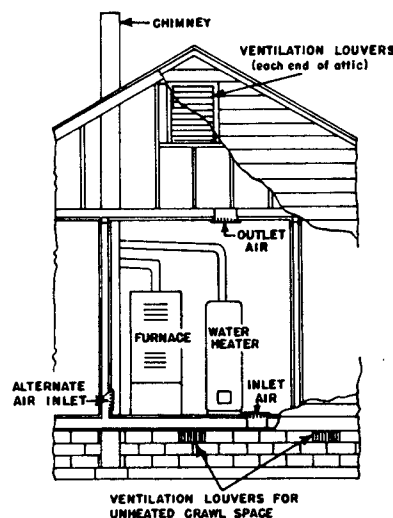 CHIMNEY
VENTILATION LOUVERS
(each end of attic)
OUTLET
AIR
FURNACE
WATER
HEATER
ALTERNATE
AIR INLET
INLET
AIR
VENTILATION LOUVERS FOR
UNHEATED CRAWL SPACE